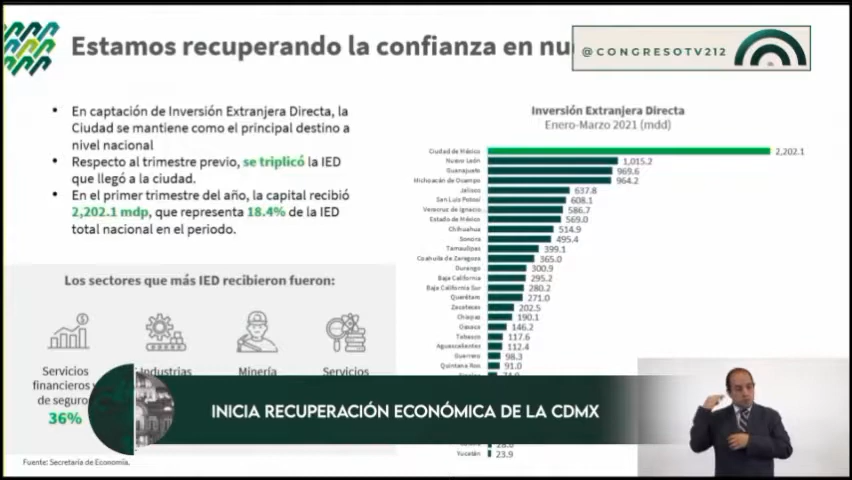 Estamos recuperando la confianza en
@CONGRESOTV212
• En captación de Inversión Extranjera Directa, la
Ciudad se mantiene como el principal destino a
nivel nacional
• Respecto al trimestre previo, se triplicó la IED
que llegó a la ciudad.
• En el primer trimestre del año, la capital recibió
2,202.1 mdp, que representa 18.4% de la IED
total nacional en el periodo.
Los sectores que más IED recibieron fueron:
Servicios
financieros y
de seguro
36%
Industrias
Minería
Servicios
Fuente: Secretaría de Economía.
Inversión Extranjera Directa
Enero-Marzo 2021 (mdd)
Ciudad de México 2,202.1
Nuevo León 1,015.2
Guanajuato 969.6
Michoacán de Ocampo 964.2
Jalisco 637.8
San Luis Potosí 608.1
Veracruz de Ignacio 586.7
Estado de México 569.0
Chihuahua 514.9
Sonora 495.4
Tamaulipas 399.1
Coahuila de Zaragoza 365.0
Durango 300.9
Baja California 295.2
Baja California Sur 280.2
Querétaro 271.0
Zacatecas 202.5
Chiapas 190.1
Oaxaca 146.2
Tabasco 117.6
Aguascalientes 112.4
Guerrero 98.3
Quintana Roo 91.0
Yucatán 23.9
INICIA RECUPERACIÓN ECONÓMICA DE LA CDMX